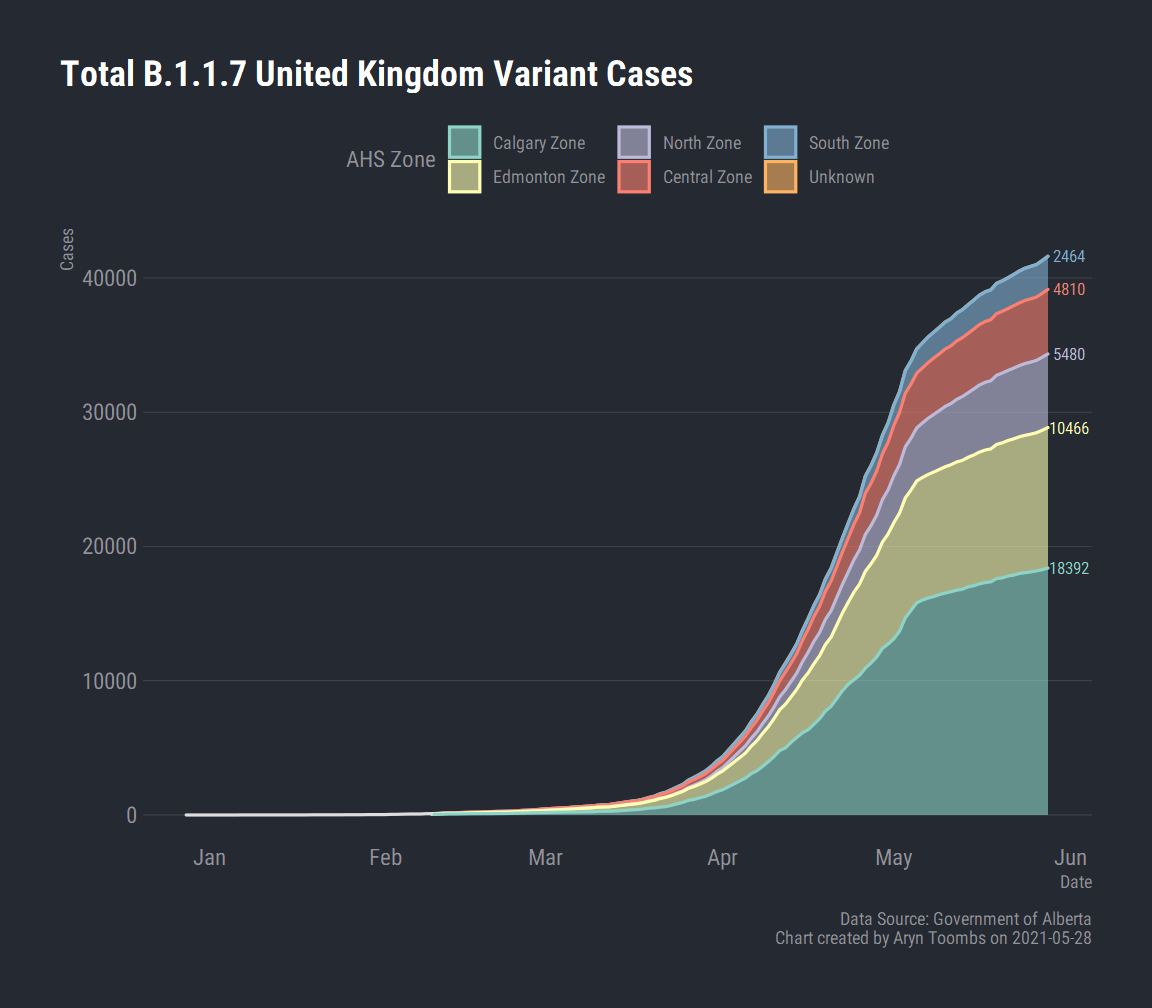 Total B.1.1.7 United Kingdom Variant Cases
AHS Zone
Calgary Zone
North Zone
South Zone
Edmonton Zone
Central Zone
Unknown
Cases
40000
30000
20000
10000
0
2464
4810
5480
10466
18392
Jan
Feb
Mar
Apr
May
Jun
Date
Data Source: Government of Alberta
Chart created by Aryn Toombs on 2021-05-28